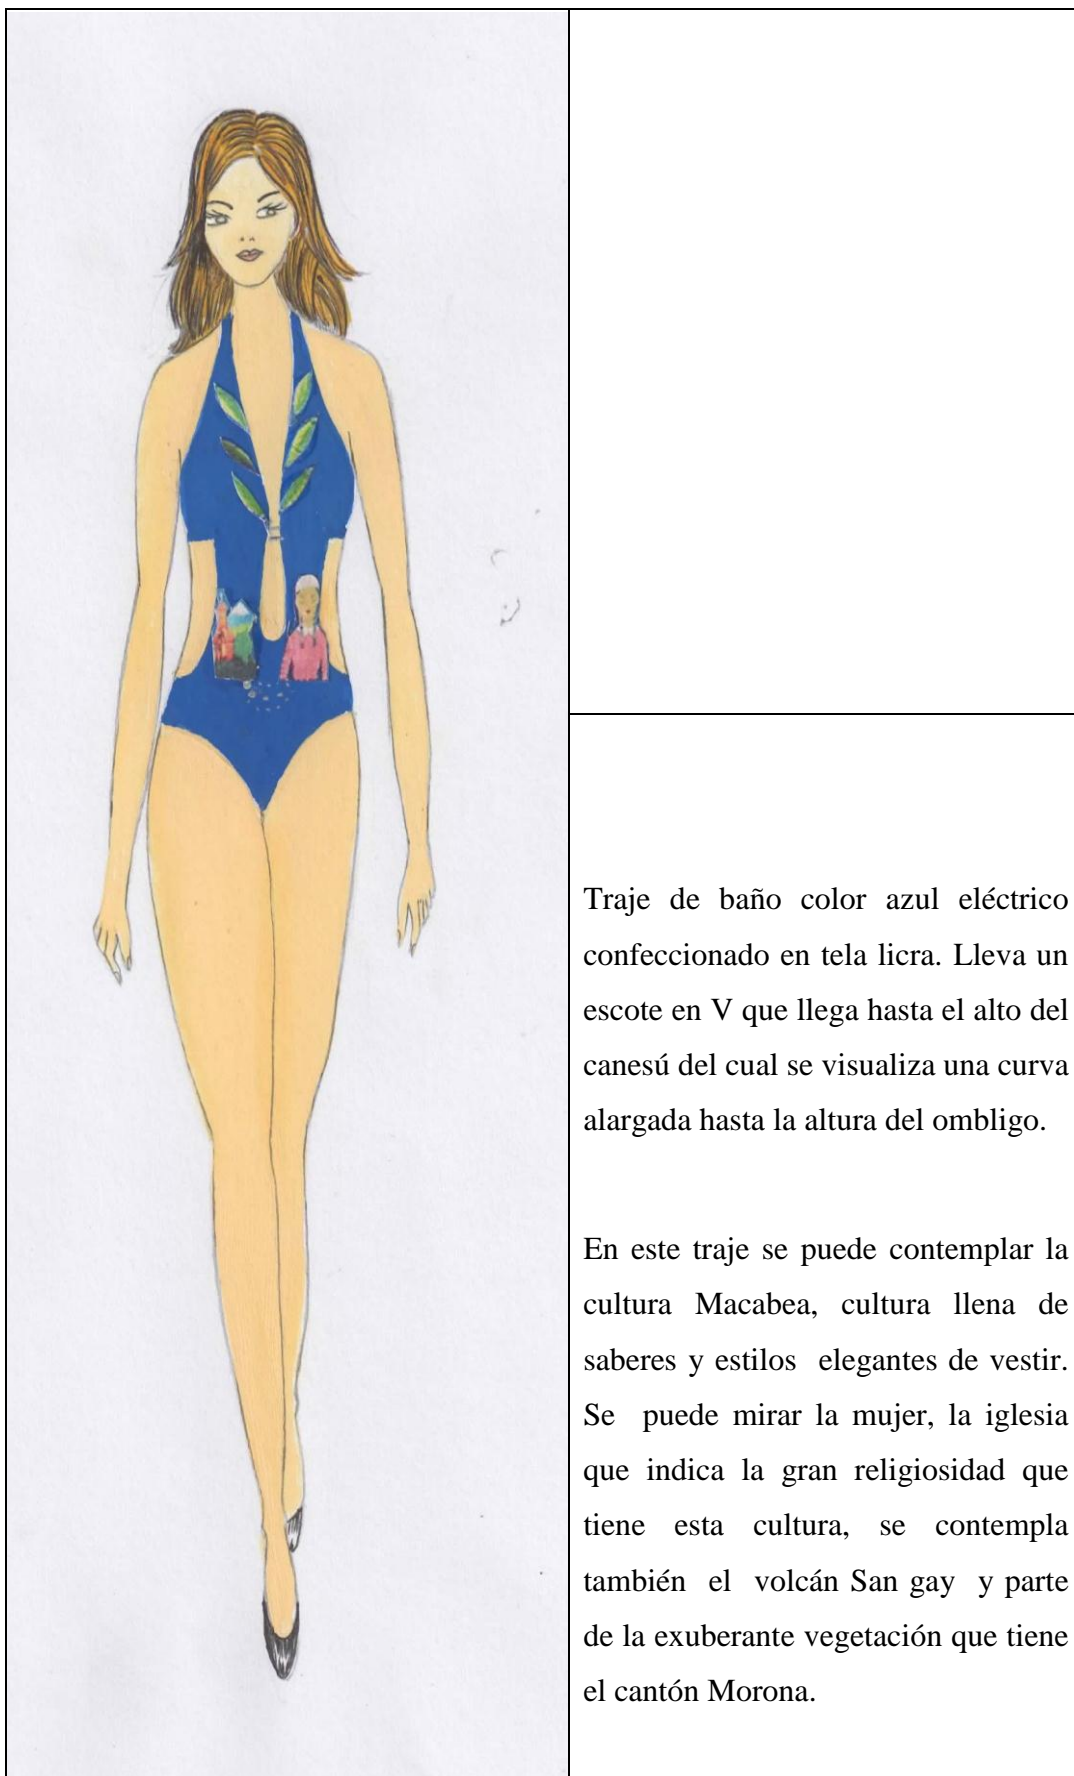 Traje de baño color azul eléctrico
confeccionado en tela licra. Lleva un
escote en V que llega hasta el alto del
canesú del cual se visualiza una curva
alargada hasta la altura del ombligo.
En este traje se puede contemplar la
cultura Macabea, cultura llena de
saberes y estilos elegantes de vestir.
Se puede mirar la mujer, la iglesia
que indica la gran religiosidad que
tiene esta cultura, se contempla
también el volcán San gay y parte
de la exuberante vegetación que tiene
el cantón Morona.